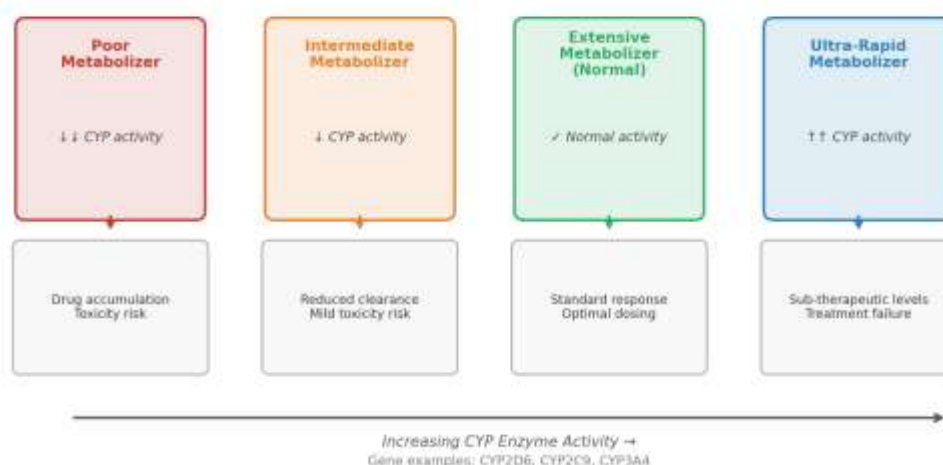 Poor
Metabolizer
↓↓ CYP activity
Drug accumulation
Toxicity risk
Intermediate
Metabolizer
↓ CYP activity
Reduced clearance
Mild toxicity risk
Extensive
Metabolizer
(Normal)
✓ Normal activity
Standard response
Optimal dosing
Ultra-Rapid
Metabolizer
↑↑ CYP activity
Sub-therapeutic levels
Treatment failure
Increasing CYP Enzyme Activity →
Gene examples: CYP2D6, CYP2C9, CYP3A4